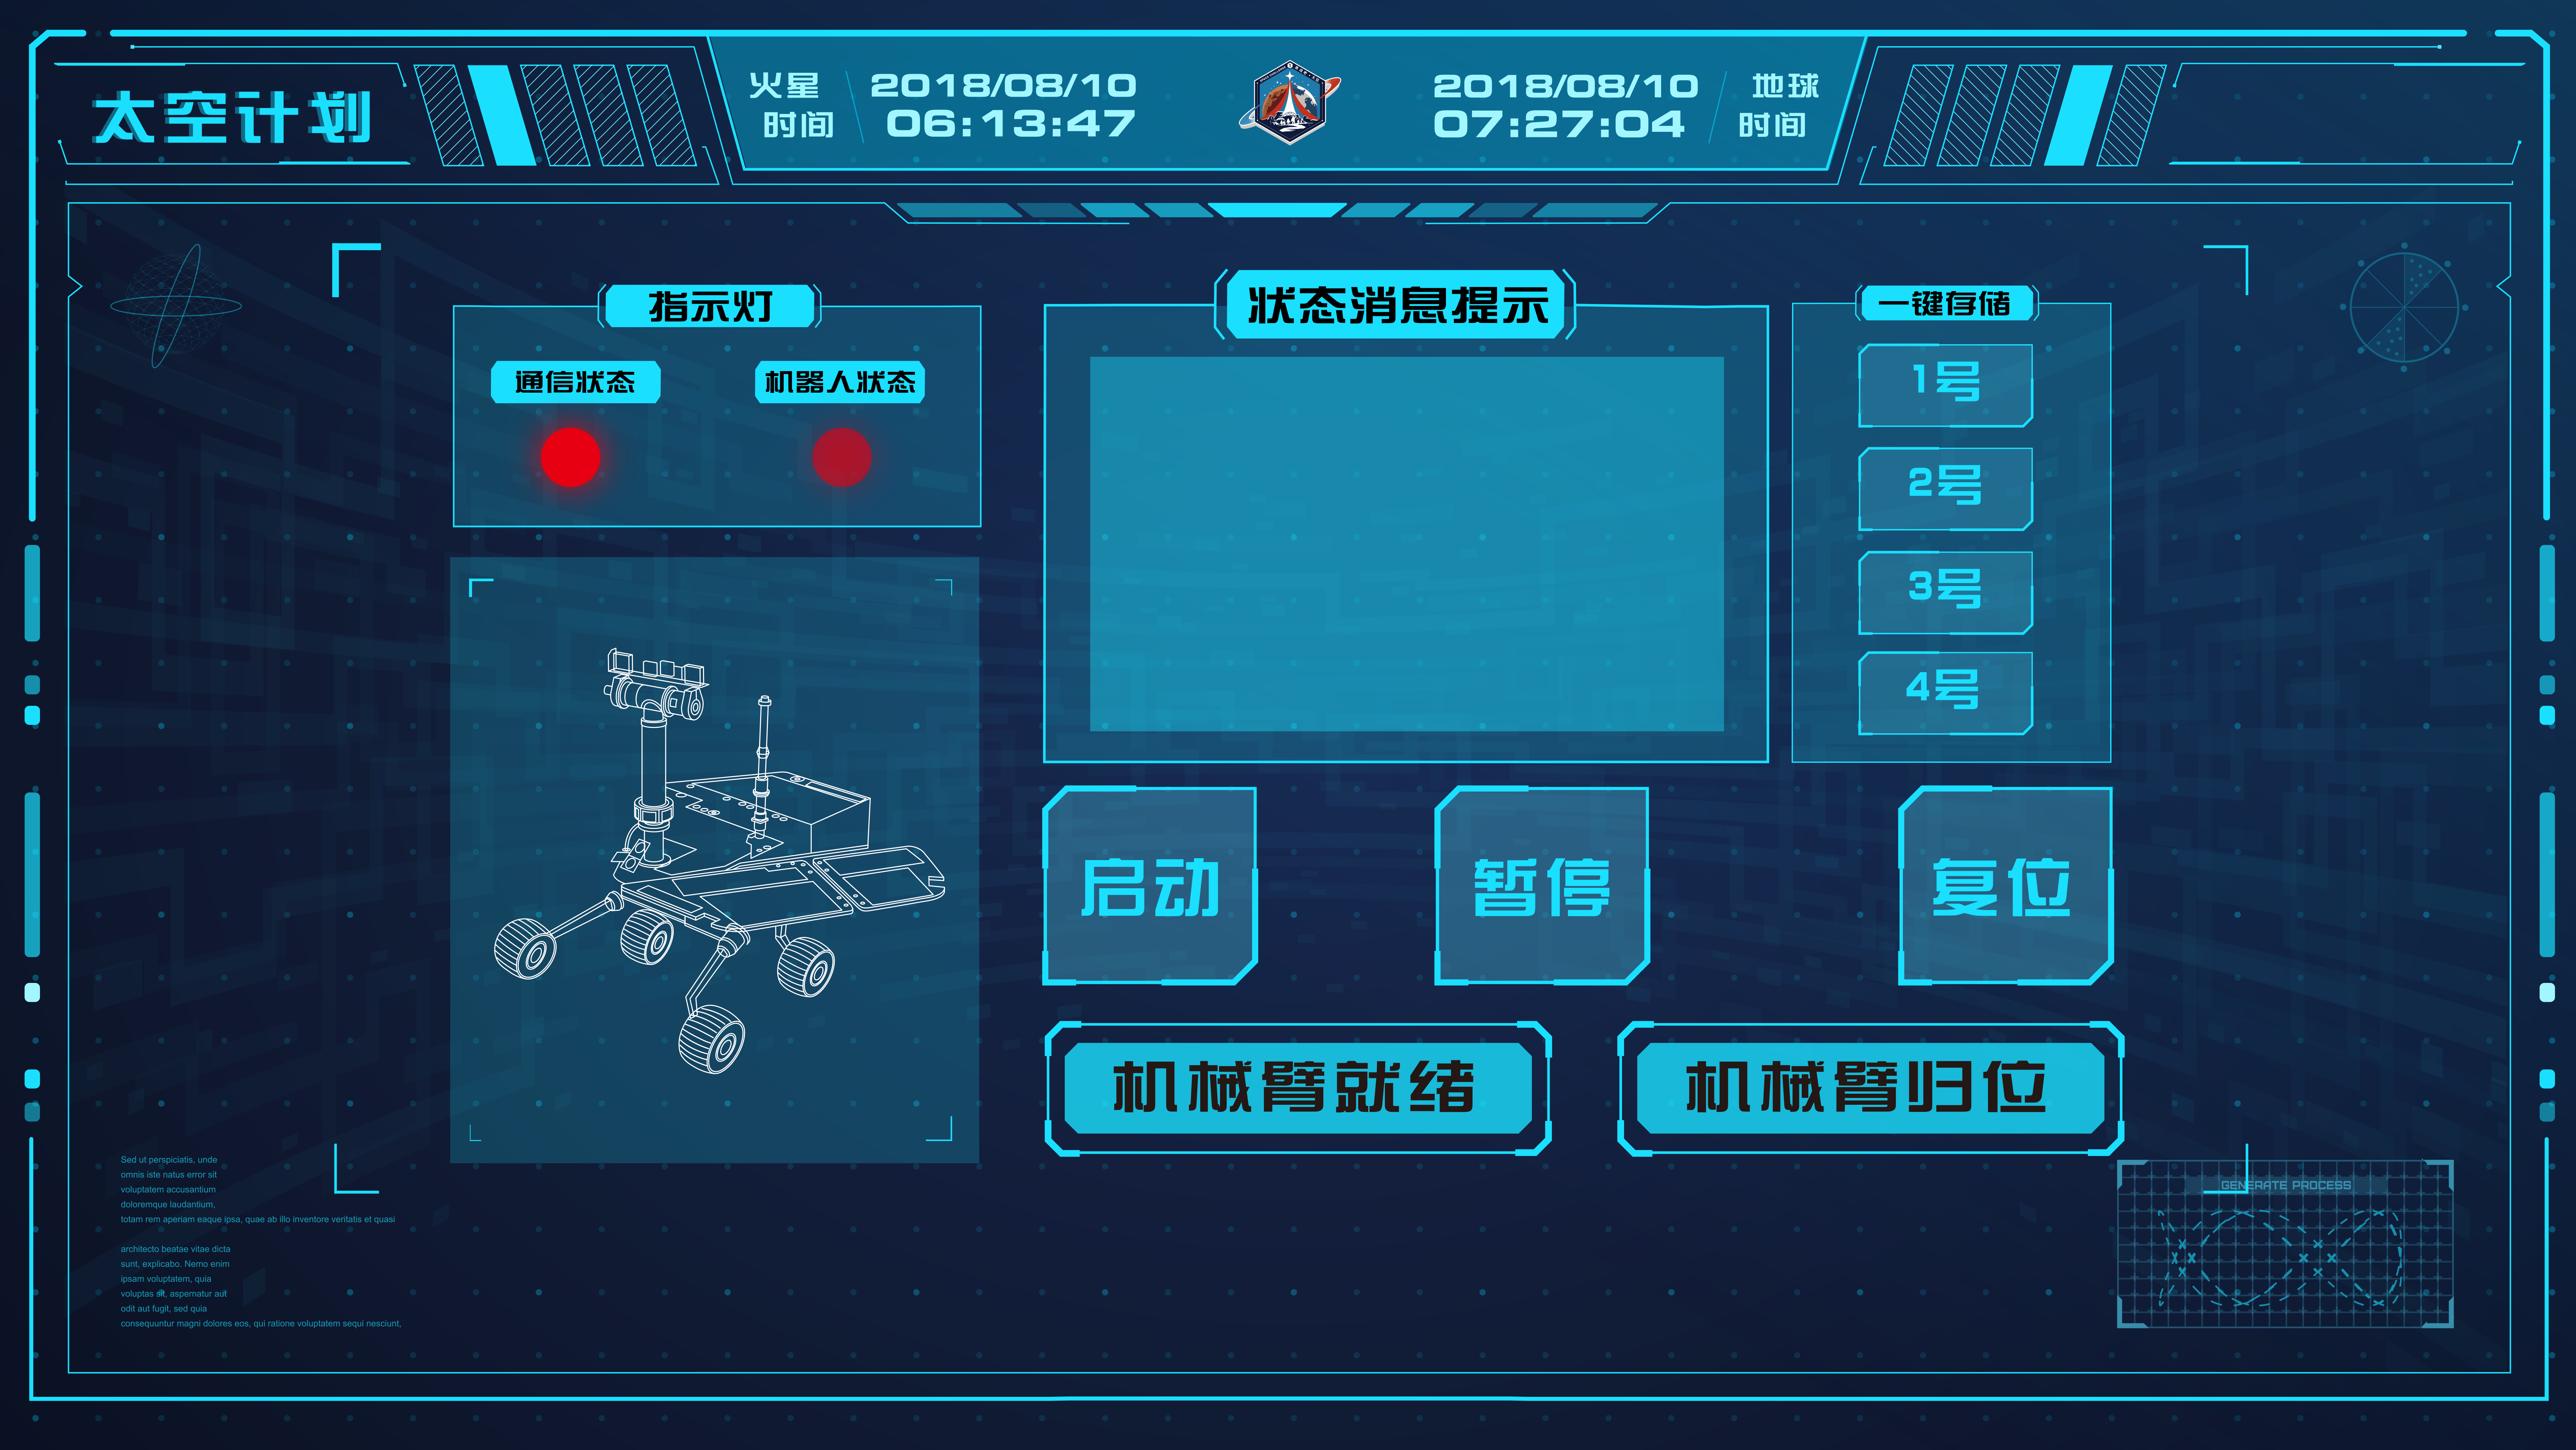 太空计划
火星
时间
2018/08/10
06:13:47
2018/08/10
07:27:04
地球
时间
指示灯
通信状态
机器人状态
状态消息提示
一键存储
1号
2号
3号
4号
启动
暂停
复位
机械臂就绪
机械臂归位
Sed ut perspiciatis, unde
omnis iste natus error sit
voluptatem accusantium
doloremque laudantium,
totam rem aperiam eaque ipsa, quae ab illo inventore veritatis et quasi
architecto beatae vitae dicta
sunt, explicabo. Nemo enim
ipsam voluptatem, quia
voluptas sit, aspernatur aut
odit aut fugit, sed quia
consequuntur magni dolores eos, qui ratione voluptatem sequi nesciunt,
GENERATE PROCESS